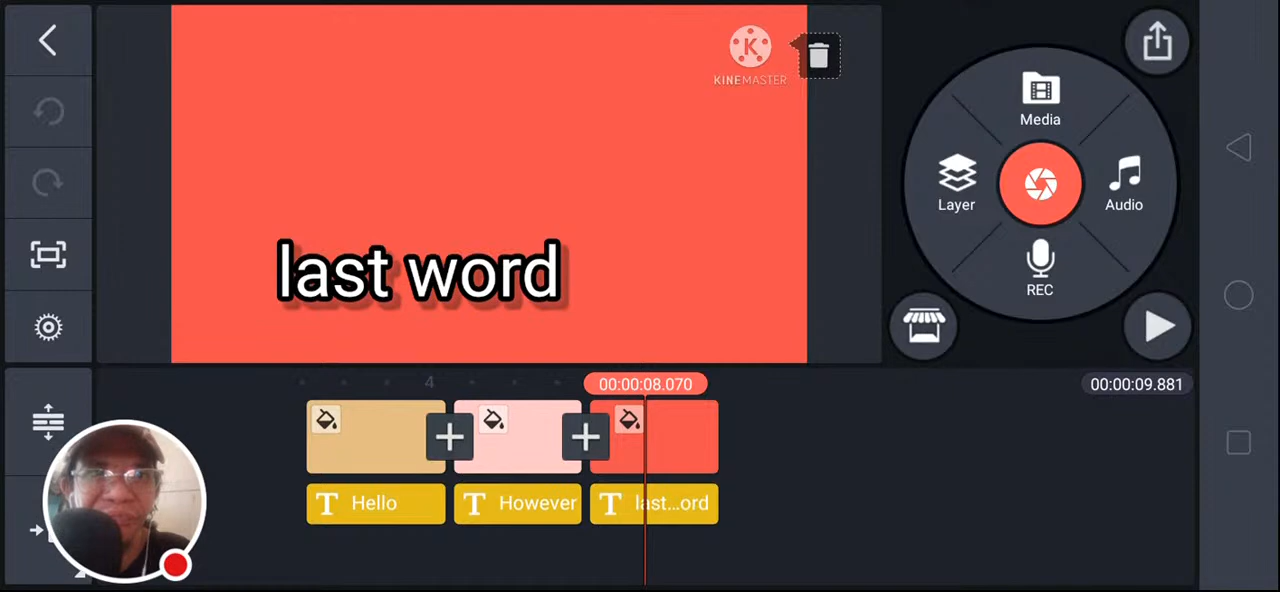 KINEMASTER
Media
Layer
Audio
REC
last word
4
00:00:08.070
00:00:09.881
T Hello
T However
T last...ord